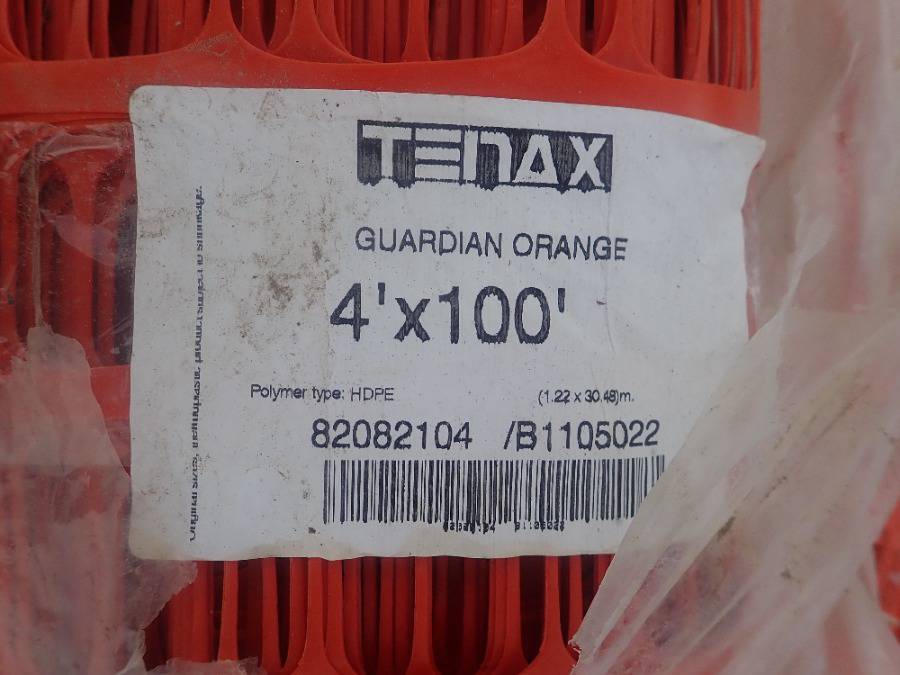 TENAX
GUARDIAN ORANGE
4'x100'
Polymer type: HDPE (1.22 x 30.48)m.
82082104 /B1105022